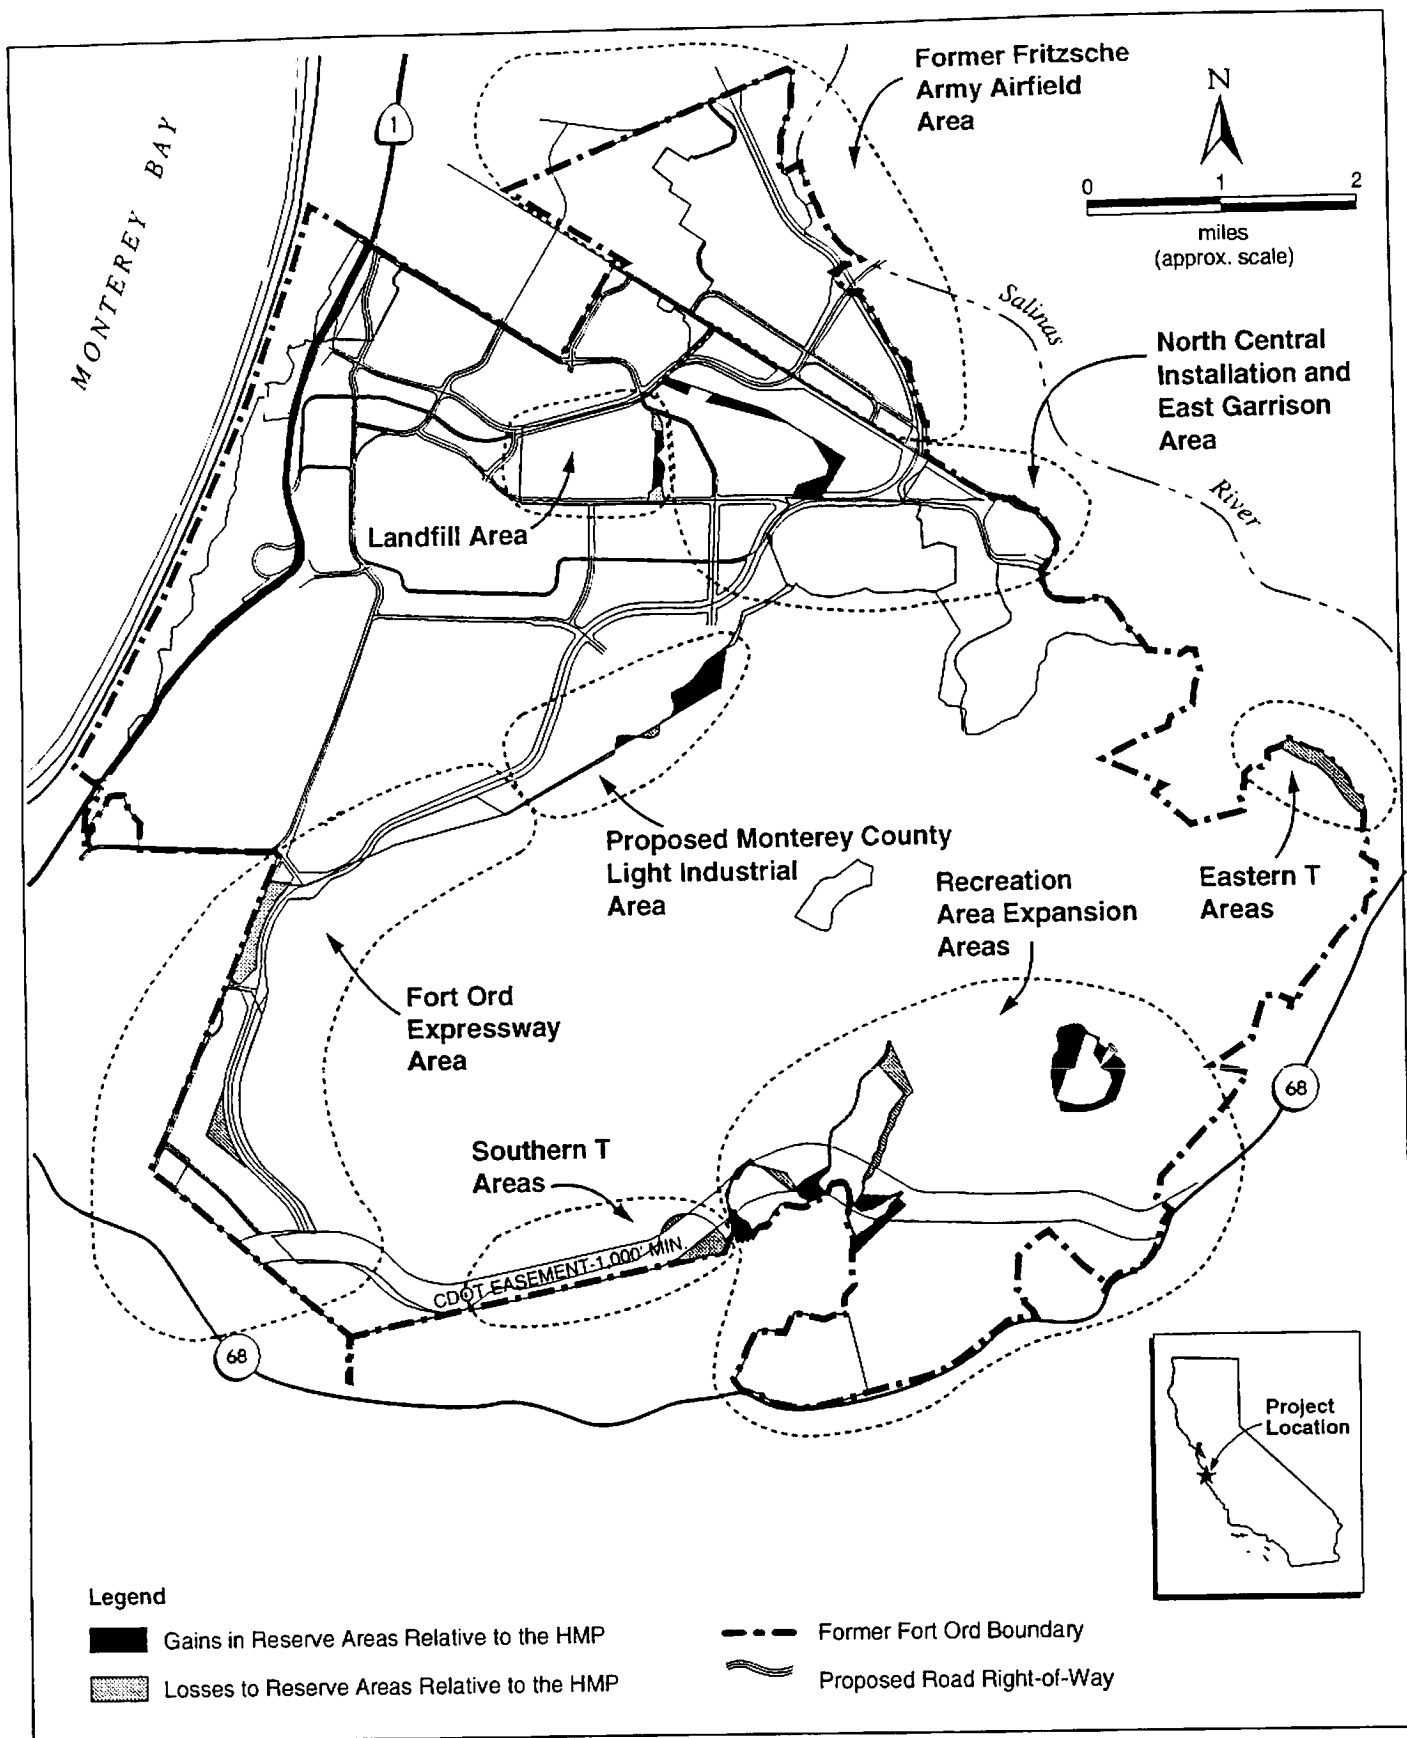 Former Fritzsche
Army Airfield
Area
N
0 1 2
miles
(approx. scale)
1
MONTEREY BAY
Salinas
River
North Central
Installation and
East Garrison
Area
Landfill Area
Proposed Monterey County
Light Industrial
Area
Recreation
Area Expansion
Areas
Eastern T
Areas
Fort Ord
Expressway
Area
68
Southern T
Areas
CDOT EASEMENT-1,000' MIN.
68
Project
Location
Legend
Gains in Reserve Areas Relative to the HMP
Losses to Reserve Areas Relative to the HMP
Former Fort Ord Boundary
Proposed Road Right-of-Way